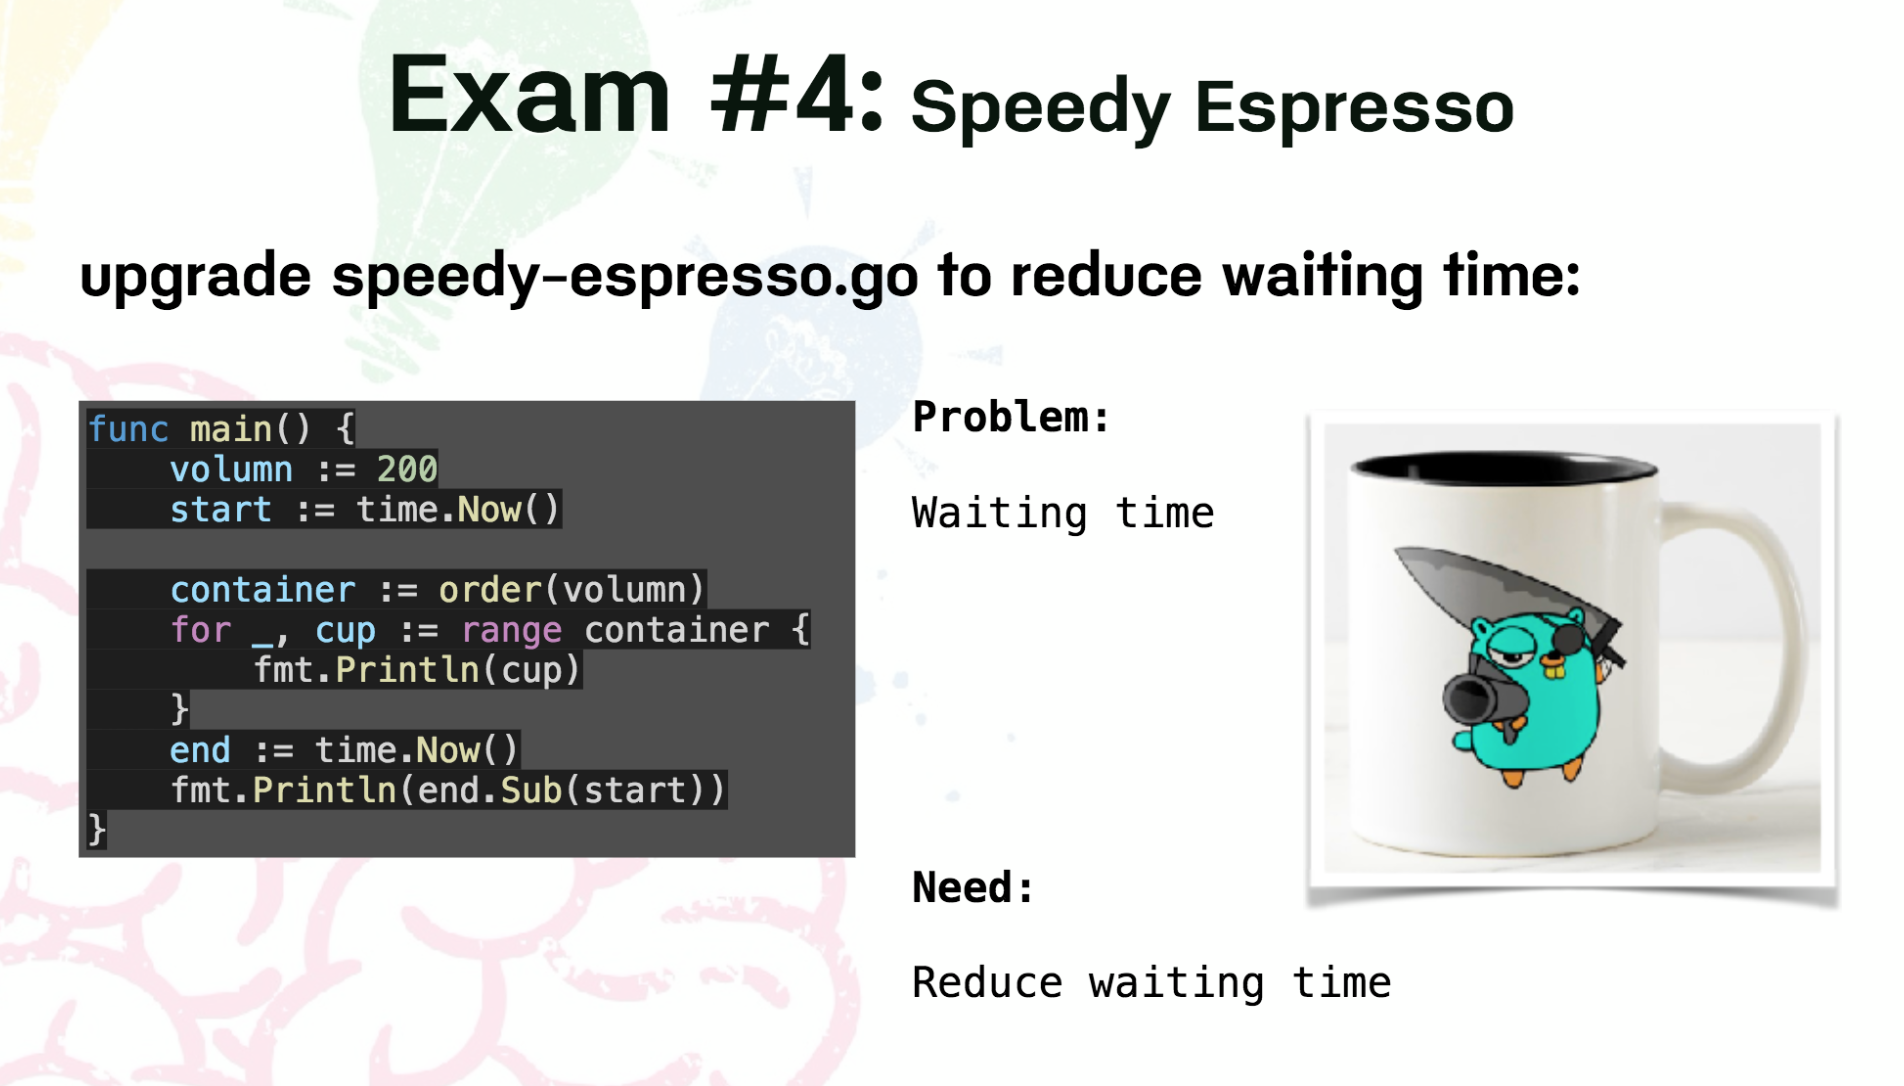 Exam #4: Speedy Espresso
upgrade speedy-espresso.go to reduce waiting time:
func main() {
    volumn := 200
    start := time.Now()

    container := order(volumn)
    for _, cup := range container {
        fmt.Println(cup)
    }
    end := time.Now()
    fmt.Println(end.Sub(start))
}
Problem:
Waiting time
Need:
Reduce waiting time